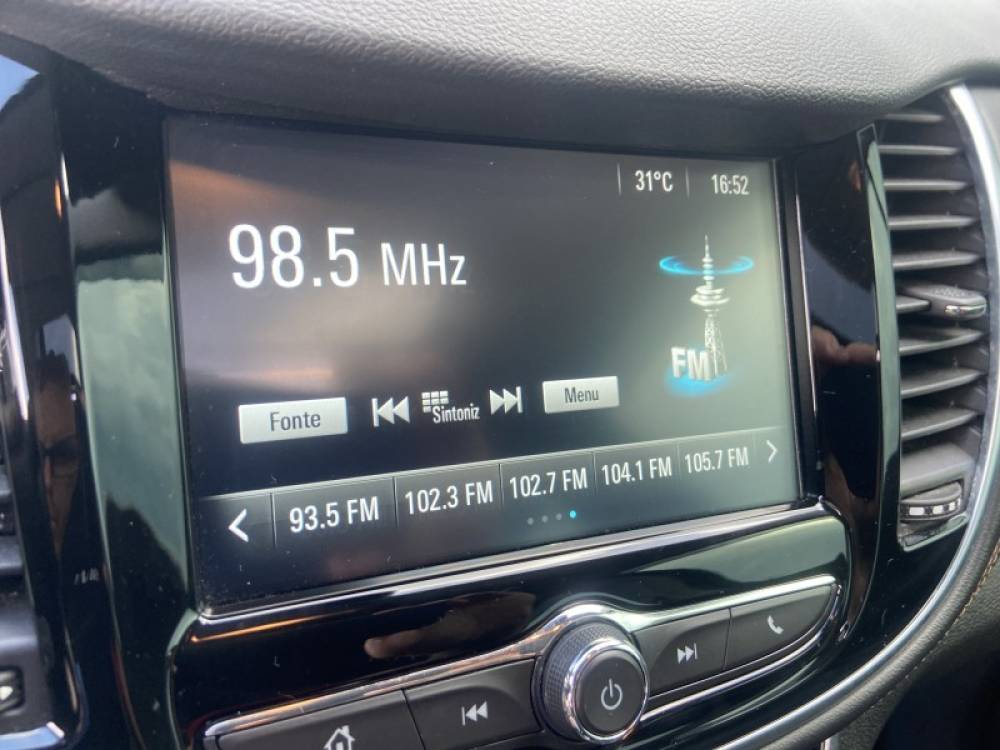 31°C 16:52
98.5 MHz
FM
Fonte Sintoniz Menu
93.5 FM 102.3 FM 102.7 FM 104.1 FM 105.7 FM